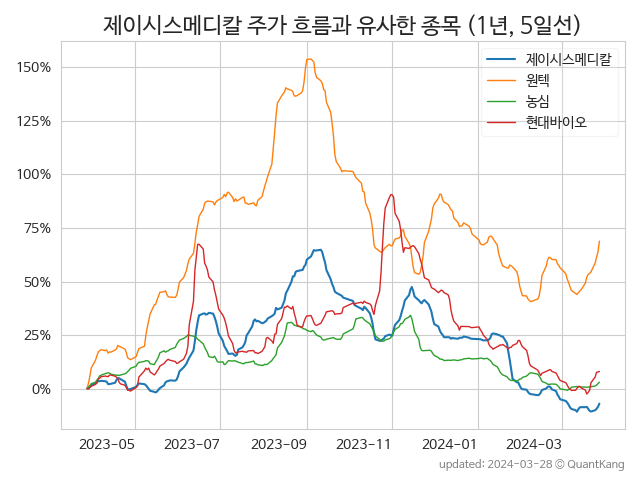 제이시스메디칼 주가 흐름과 유사한 종목 (1년, 5일선)
제이시스메디칼
원텍
농심
현대바이오
150%
125%
100%
75%
50%
25%
0%
2023-05 2023-07 2023-09 2023-11 2024-01 2024-03
updated: 2024-03-28 © QuantKang